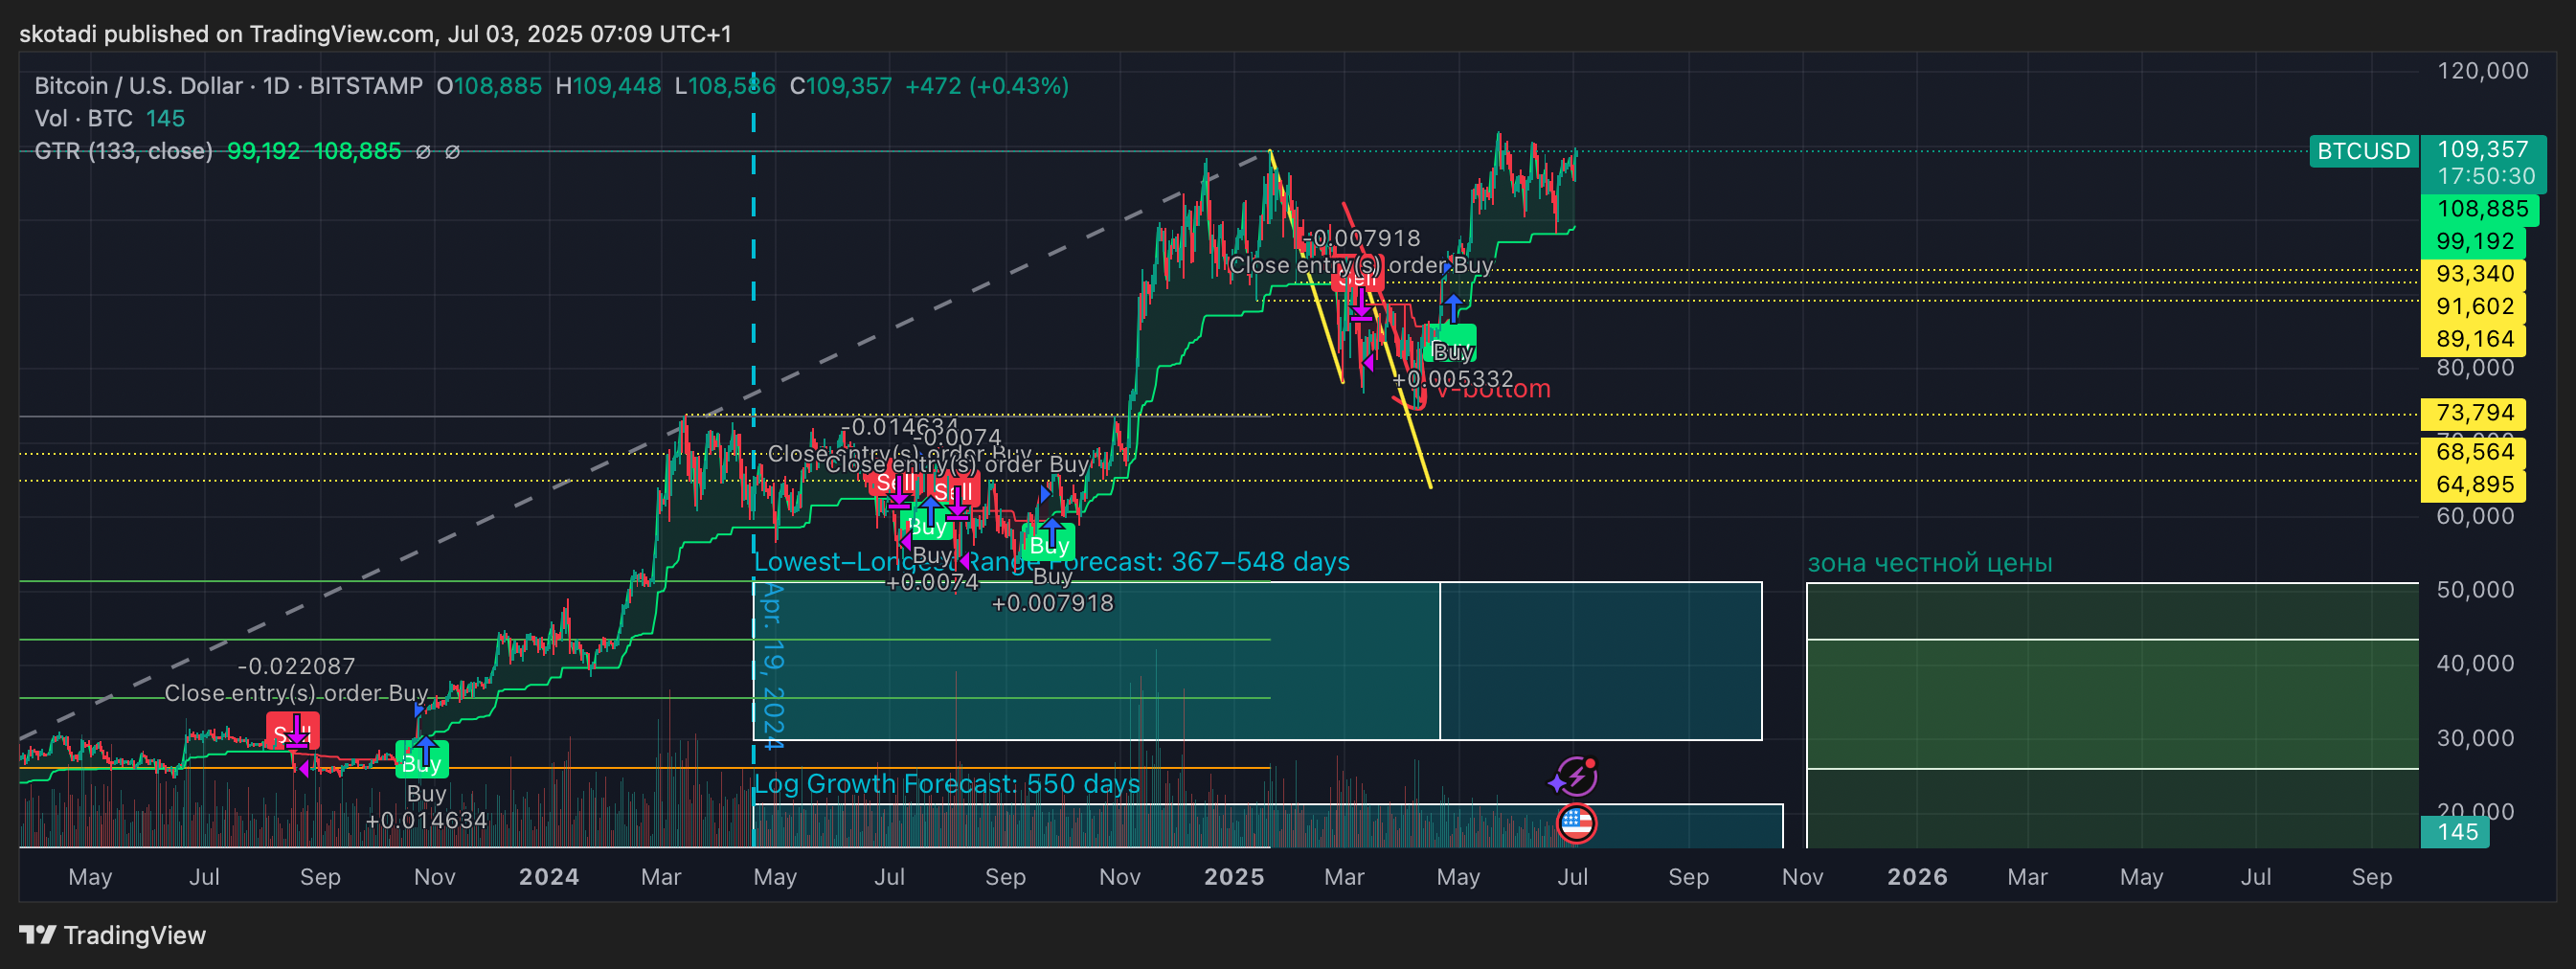 skotadi published on TradingView.com, Jul 03, 2025 07:09 UTC+1
Bitcoin / U.S. Dollar · 1D · BITSTAMP O108,885 H109,448 L108,586 C109,357 +472 (+0.43%)
Vol · BTC 145
GTR (133, close) 99,192 108,885 ∅ ∅
120,000
BTCUSD 109,357
17:50:30
108,885
99,192
93,340
91,602
89,164
80,000
73,794
68,564
64,895
60,000
50,000
40,000
30,000
20,000
145
-0.007918
Close entry(s) order Buy
Sell
Buy
+0.005332
V-bottom
-0.014634
-0.0074
Close entry(s) order Buy
Close entry(s) order Buy
Sell
Sell
Buy
Buy
Buy
+0.0074
Buy
+0.007918
Lowest–Longest Range Forecast: 367–548 days
зона честной цены
Apr. 19, 2024
-0.022087
Close entry(s) order Buy
Sell
Buy
Buy
+0.014634
Log Growth Forecast: 550 days
May Jul Sep Nov 2024 Mar May Jul Sep Nov 2025 Mar May Jul Sep Nov 2026 Mar May Jul Sep
TradingView